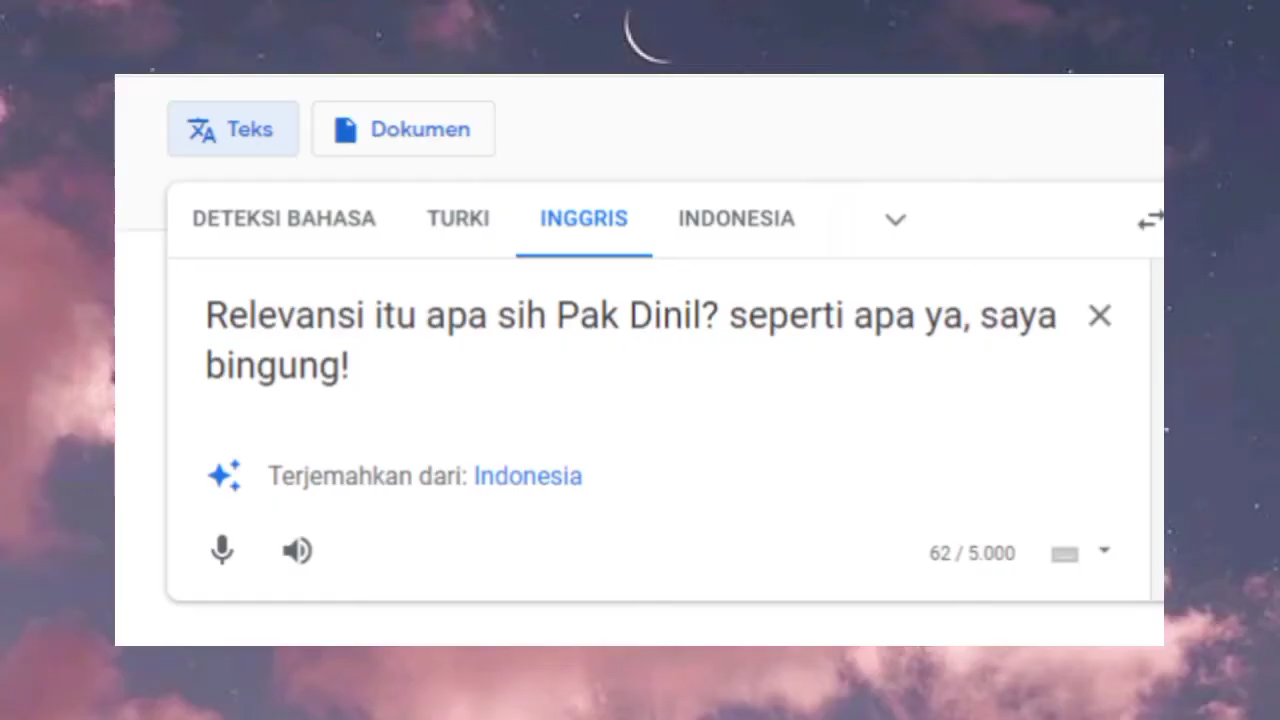 Teks Dokumen
DETEKSI BAHASA TURKI INGGRIS INDONESIA
Relevansi itu apa sih Pak Dinil? seperti apa ya, saya
bingung!
Terjemahkan dari: Indonesia
62 / 5.000